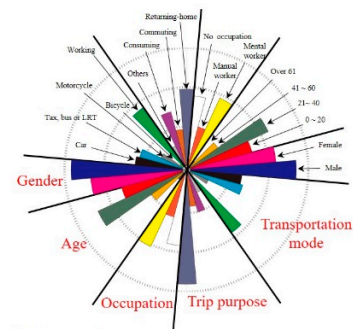 Returning-home
Commuting
Consuming
Working
Others
Motorcycle
Bicycle
Tax, bus or LRT
Car
No occupation
Mental
worker
Manual
worker
Over 61
41~60
21~40
0~20
Female
Male
Gender
Age
Occupation
Trip purpose
Transportation
mode